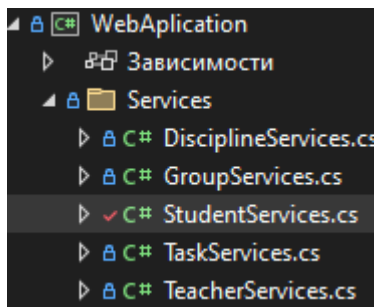 C# WebAplication
Зависимости
Services
C# DisciplineServices.cs
C# GroupServices.cs
C# StudentServices.cs
C# TaskServices.cs
C# TeacherServices.cs